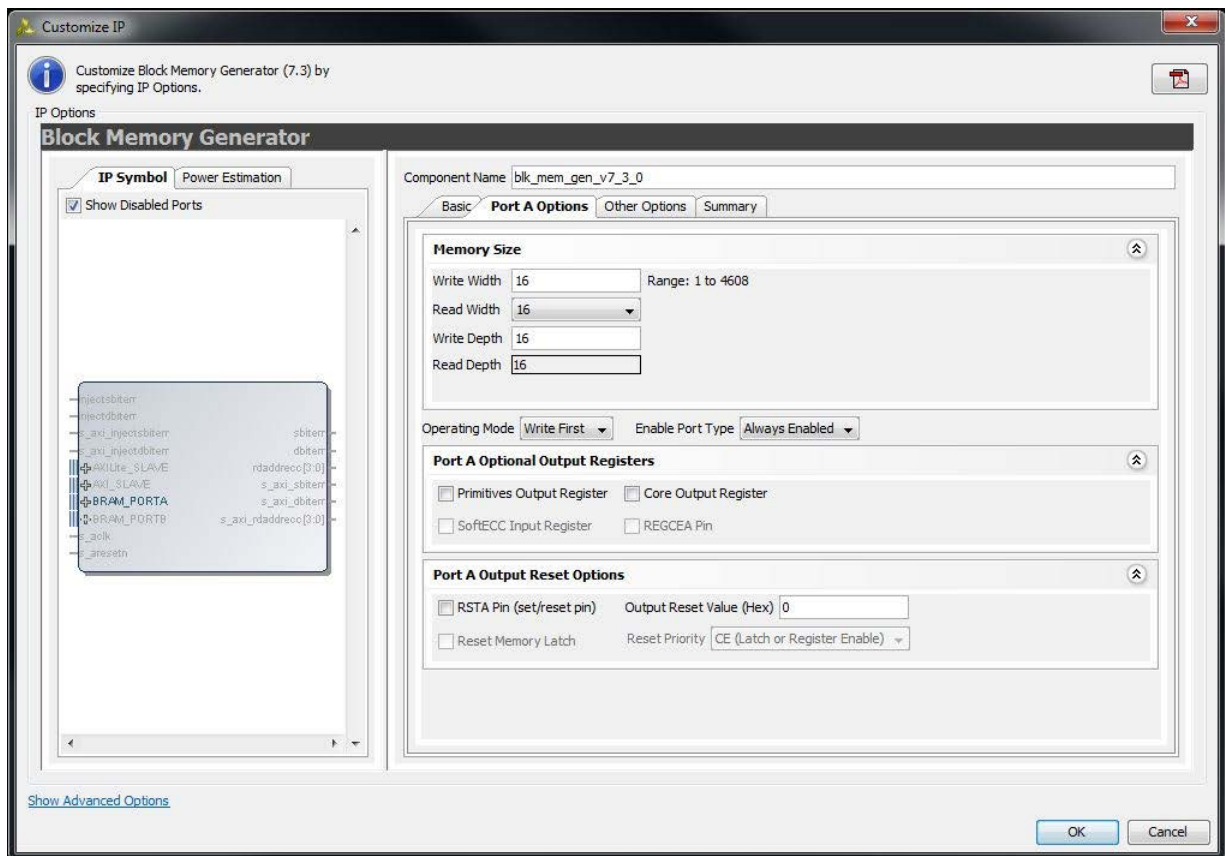 Customize IP
Customize Block Memory Generator (7.3) by
specifying IP Options.
IP Options
Block Memory Generator
IP Symbol Power Estimation
Show Disabled Ports
injectsbiterr
injectdbiterr
s_axi_injectsbiterr sbiterr
s_axi_injectdbiterr dbiterr
AXILite_SLAVE rdaddrecc[3:0]
AXI_SLAVE s_axi_sbiterr
BRAM_PORTA s_axi_dbiterr
BRAM_PORTB s_axi_rdaddrecc[3:0]
s_aclk
s_aresetn
Component Name blk_mem_gen_v7_3_0
Basic Port A Options Other Options Summary
Memory Size
Write Width 16 Range: 1 to 4608
Read Width 16
Write Depth 16
Read Depth 16
Operating Mode Write First Enable Port Type Always Enabled
Port A Optional Output Registers
Primitives Output Register Core Output Register
SoftECC Input Register REGCEA Pin
Port A Output Reset Options
RSTA Pin (set/reset pin) Output Reset Value (Hex) 0
Reset Memory Latch Reset Priority CE (Latch or Register Enable)
Show Advanced Options
OK Cancel